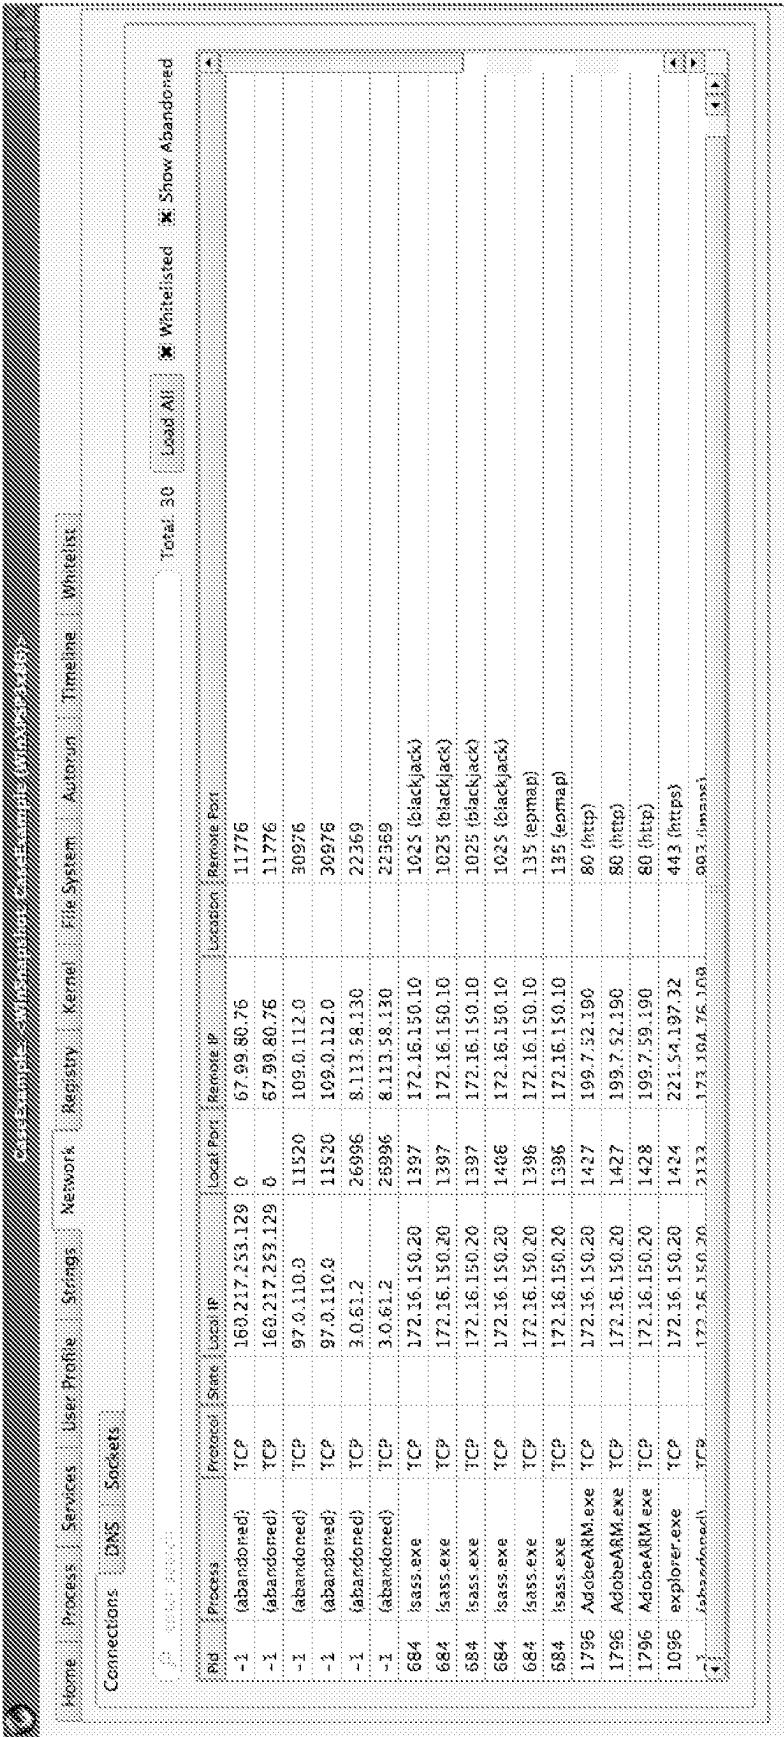 Home Process Services User Profile Strings Network Registry Kernel File System Autorun Timeline Whitelist
Connections DNS Sockets
Total: 30 Load All Whitelisted Show Abandoned
Pid Process Protocol State Local IP Local Port Remote IP Location Remote Port
-1 (abandoned) TCP 160.217.253.129 0 67.99.80.76 11776
-1 (abandoned) TCP 160.217.253.129 0 67.99.80.76 11776
-1 (abandoned) TCP 97.0.110.0 11520 109.0.112.0 30976
-1 (abandoned) TCP 97.0.110.0 11520 109.0.112.0 30976
-1 (abandoned) TCP 3.0.61.2 26996 8.113.58.130 22369
-1 (abandoned) TCP 3.0.61.2 26996 8.113.58.130 22369
684 lsass.exe TCP 172.16.150.20 1397 172.16.150.10 1025 (blackjack)
684 lsass.exe TCP 172.16.150.20 1397 172.16.150.10 1025 (blackjack)
684 lsass.exe TCP 172.16.150.20 1397 172.16.150.10 1025 (blackjack)
684 lsass.exe TCP 172.16.150.20 1406 172.16.150.10 1025 (blackjack)
684 lsass.exe TCP 172.16.150.20 1396 172.16.150.10 135 (epmap)
684 lsass.exe TCP 172.16.150.20 1396 172.16.150.10 135 (epmap)
1796 AdobeARM.exe TCP 172.16.150.20 1427 199.7.52.190 80 (http)
1796 AdobeARM.exe TCP 172.16.150.20 1427 199.7.52.190 80 (http)
1796 AdobeARM.exe TCP 172.16.150.20 1428 199.7.59.190 80 (http)
1096 explorer.exe TCP 172.16.150.20 1424 221.54.197.32 443 (https)
(abandoned) TCP 172.16.150.20 993 (imaps)